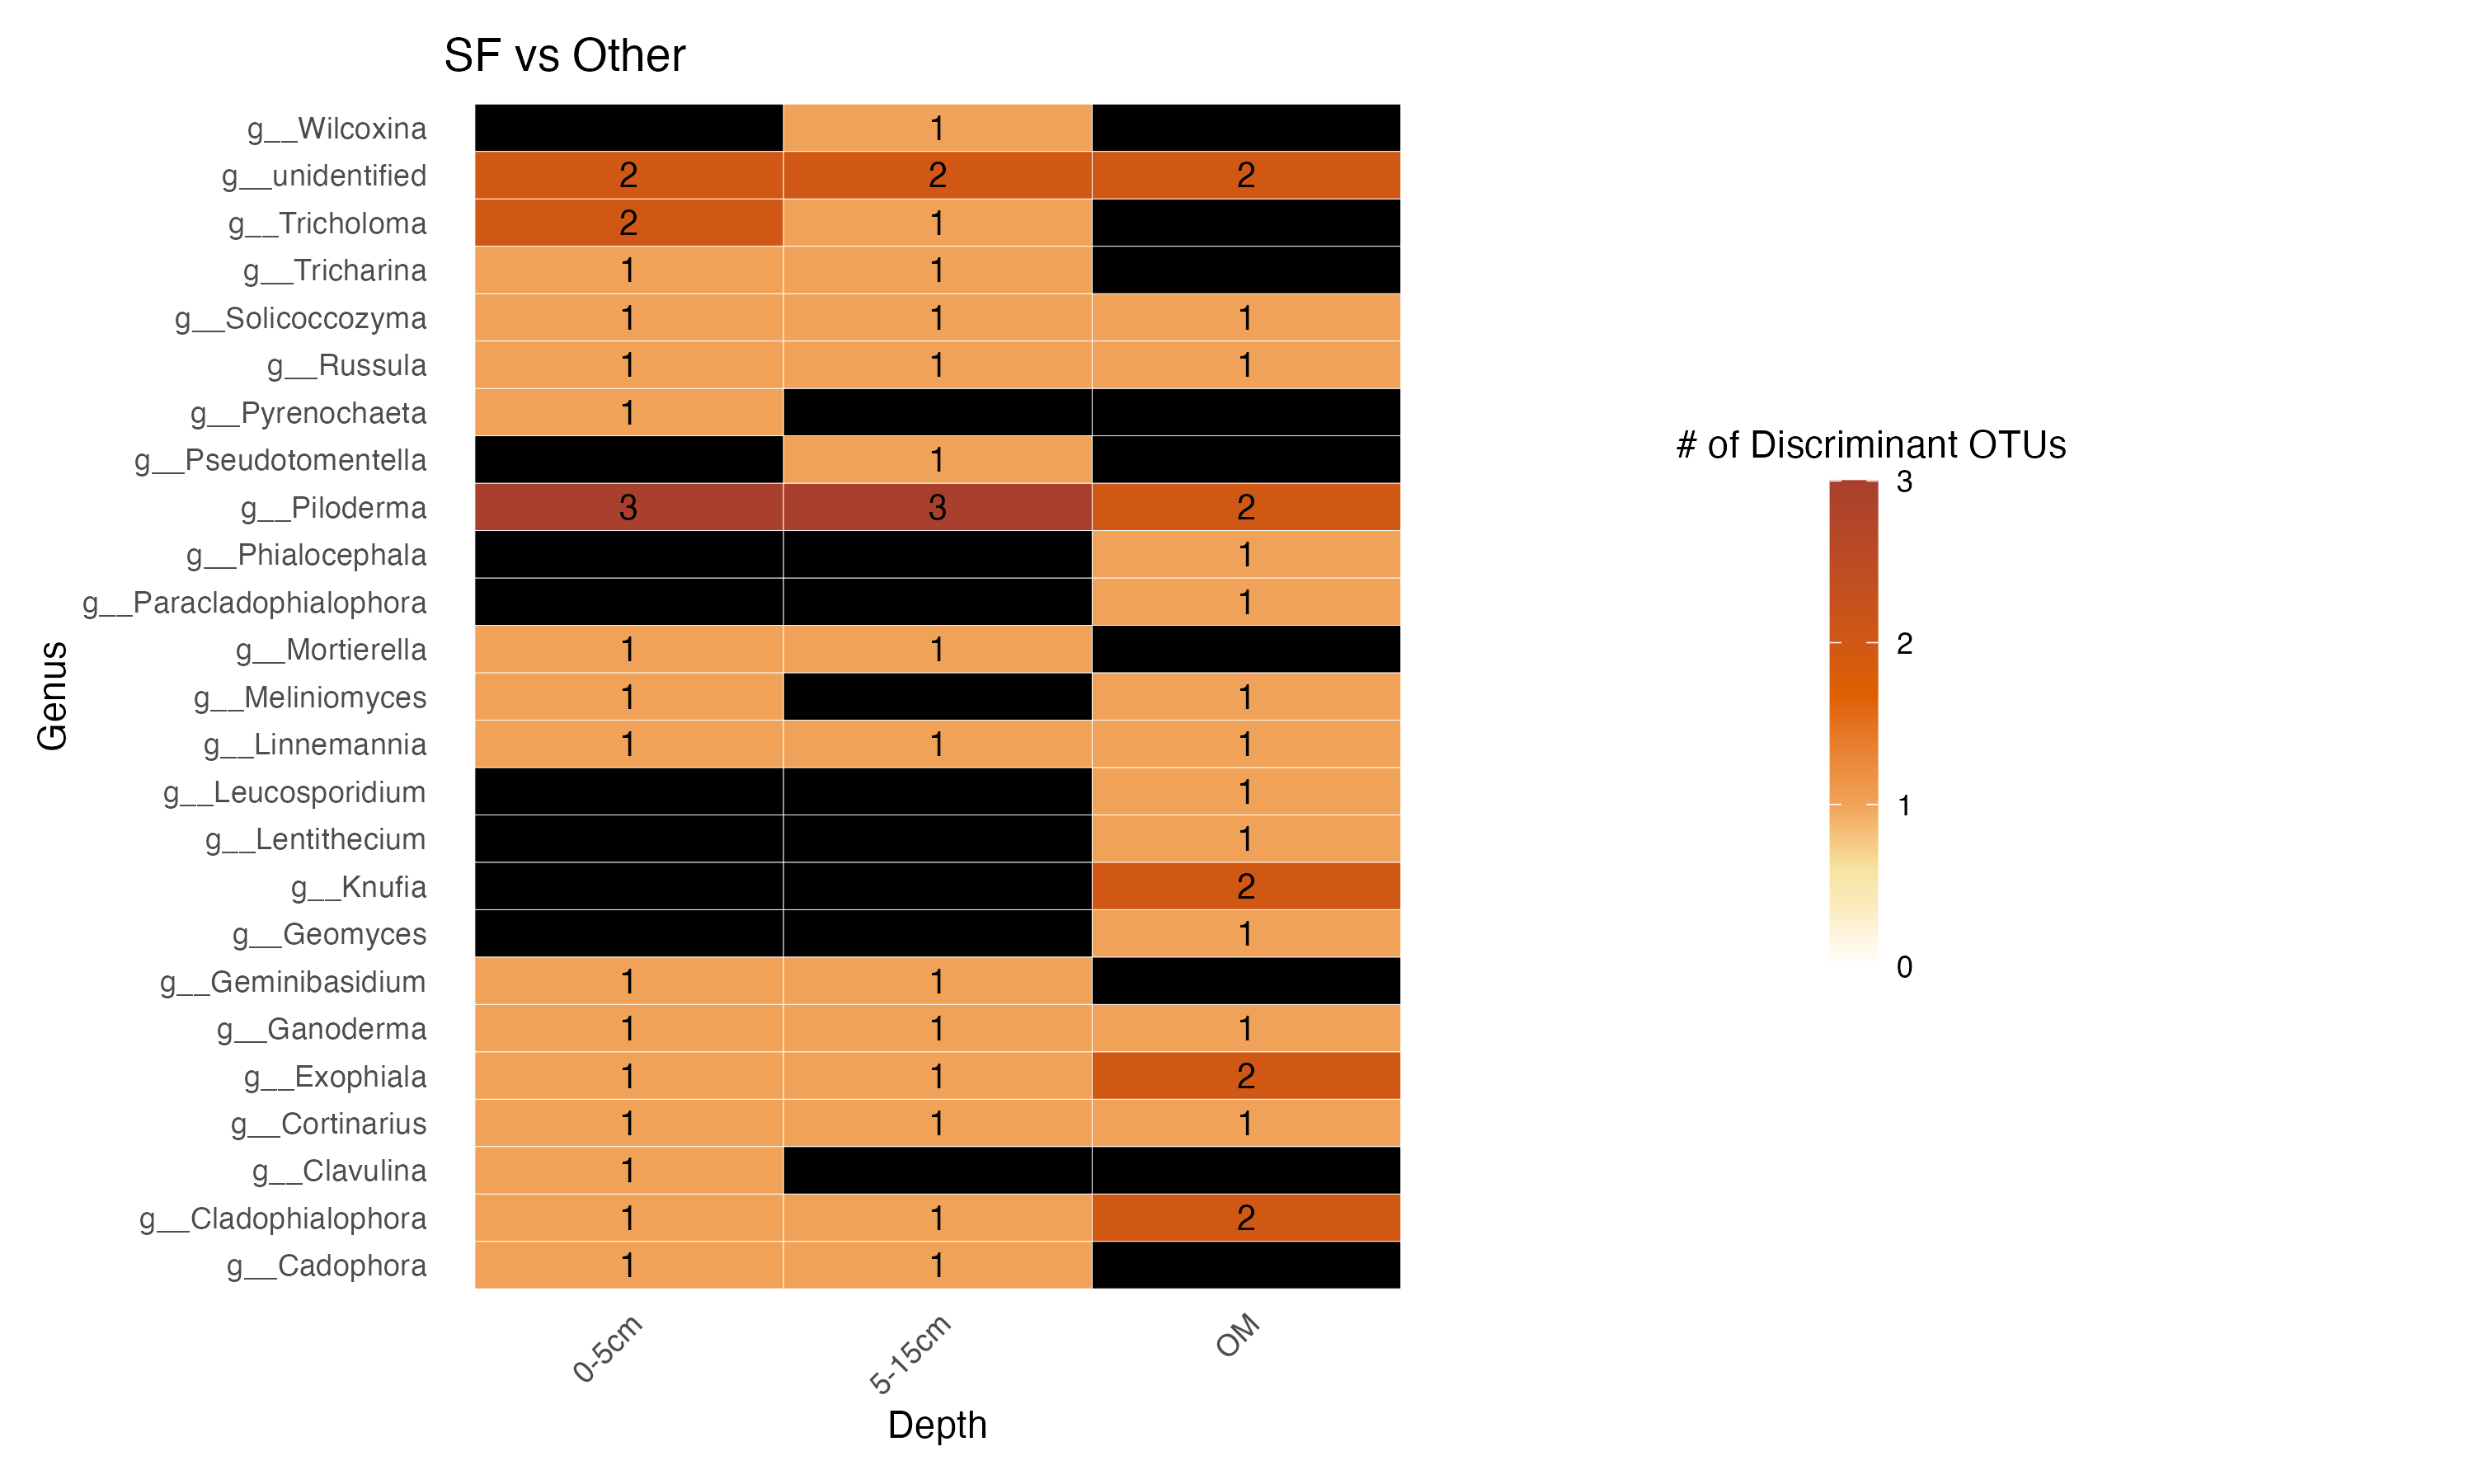 SF vs Other
g__Wilcoxina 1
g__unidentified 2 2 2
g__Tricholoma 2 1
g__Tricharina 1 1
g__Solicoccozyma 1 1 1
g__Russula 1 1 1
g__Pyrenochaeta 1
g__Pseudotomentella 1
g__Piloderma 3 3 2
g__Phialocephala 1
g__Paracladophialophora 1
g__Mortierella 1 1
g__Meliniomyces 1 1
g__Linnemannia 1 1 1
g__Leucosporidium 1
g__Lentithecium 1
g__Knufia 2
g__Geomyces 1
g__Geminibasidium 1 1
g__Ganoderma 1 1 1
g__Exophiala 1 1 2
g__Cortinarius 1 1 1
g__Clavulina 1
g__Cladophialophora 1 1 2
g__Cadophora 1 1
Genus
0-5cm 5-15cm OM
Depth
# of Discriminant OTUs
3
2
1
0